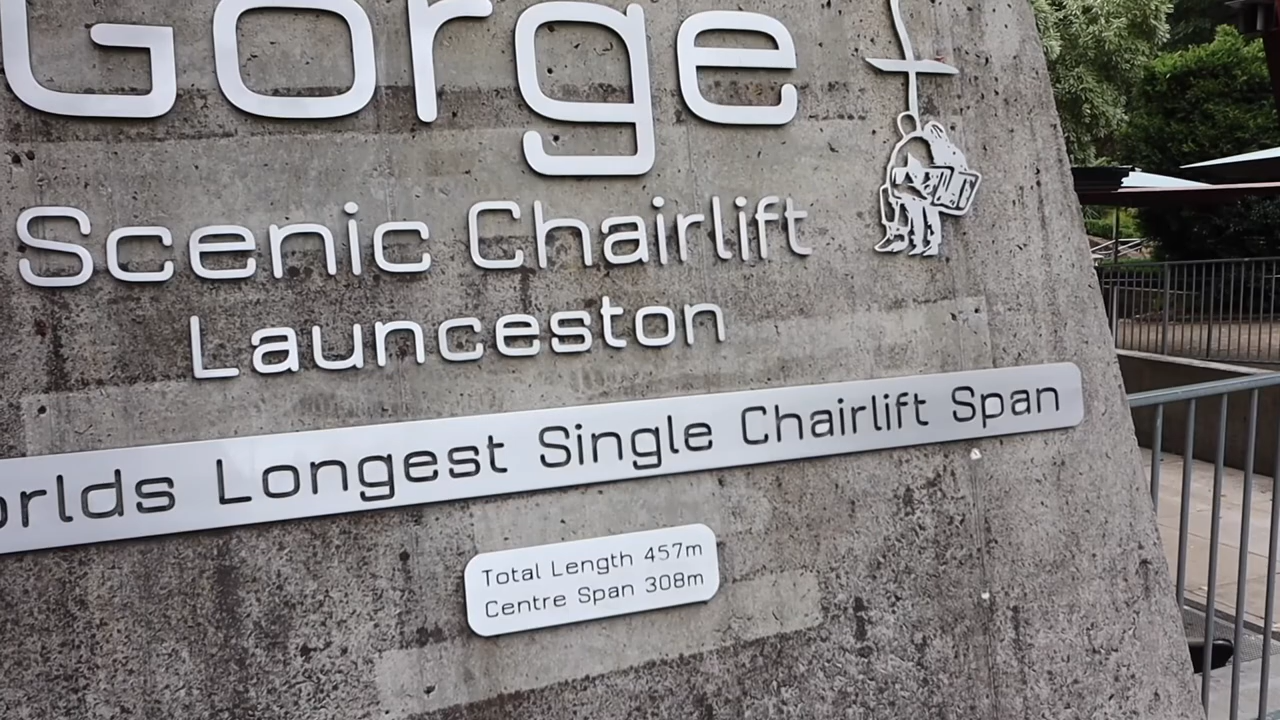 Gorge
Scenic Chairlift
Launceston
orlds Longest Single Chairlift Span
Total Length 457m
Centre Span 308m